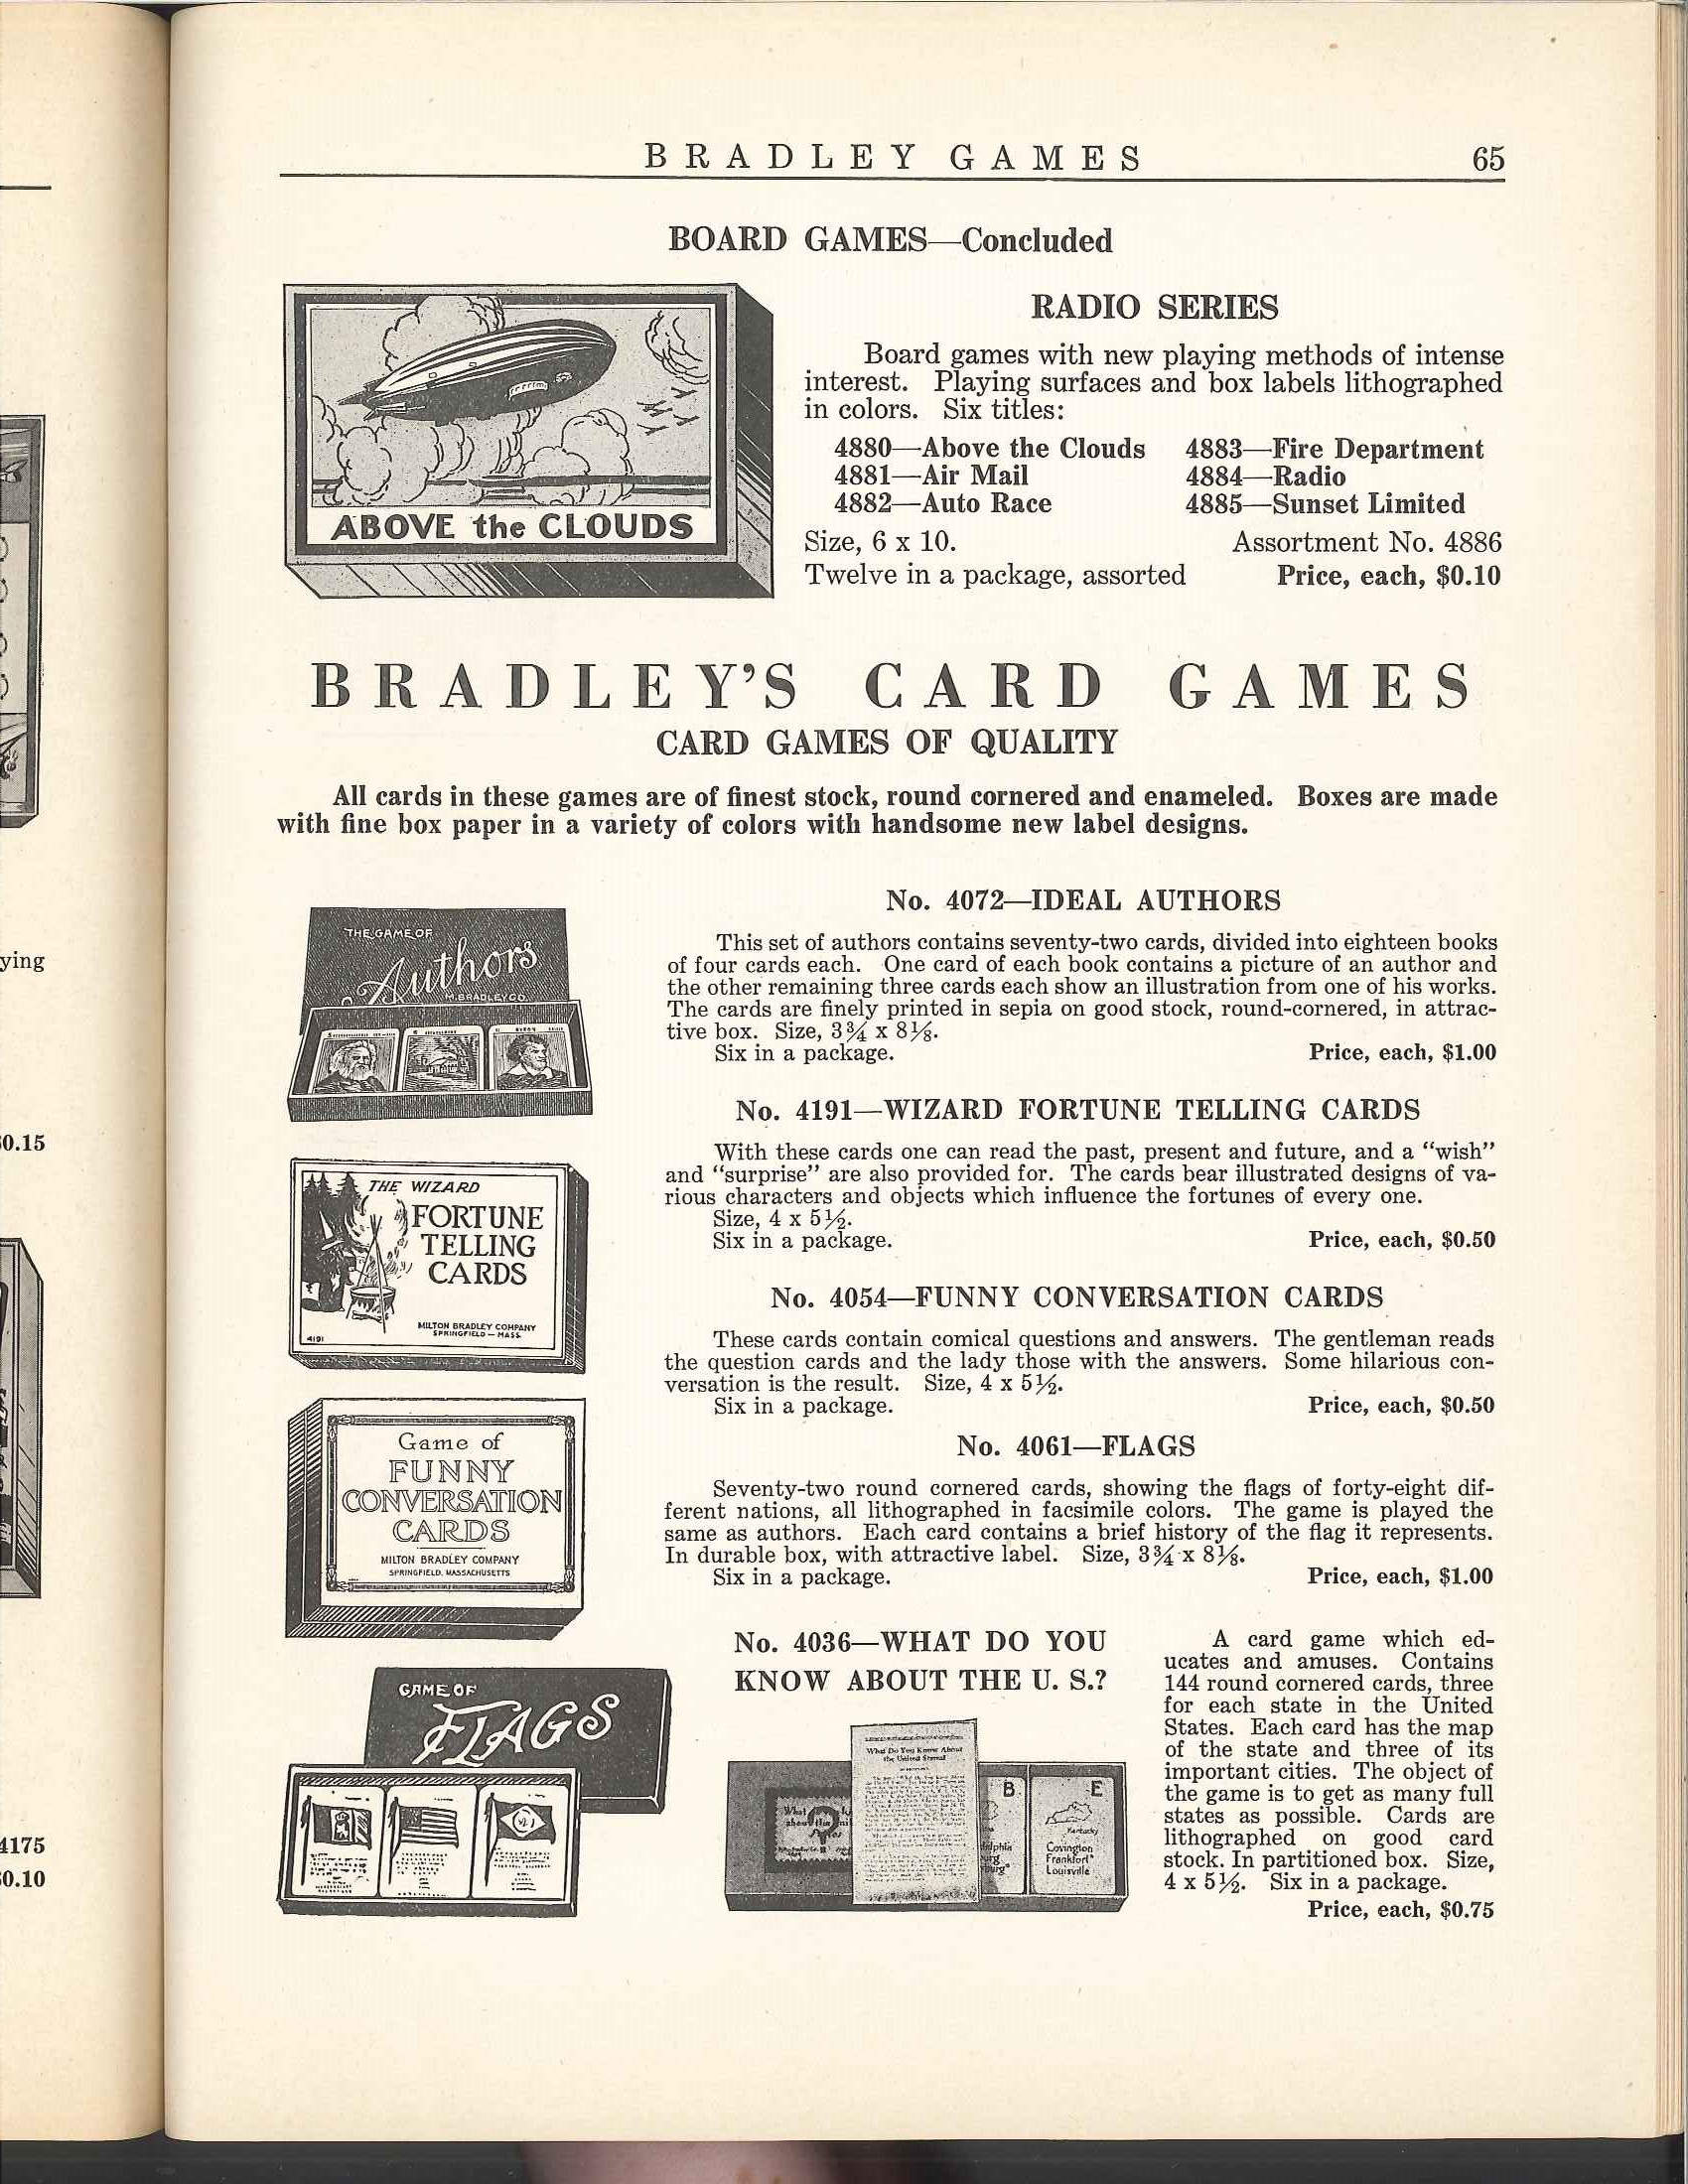 BRADLEY GAMES 65
BOARD GAMES—Concluded
ABOVE the CLOUDS
RADIO SERIES
Board games with new playing methods of intense
interest. Playing surfaces and box labels lithographed
in colors. Six titles:
4880—Above the Clouds 4883—Fire Department
4881—Air Mail 4884—Radio
4882—Auto Race 4885—Sunset Limited
Size, 6 x 10. Assortment No. 4886
Twelve in a package, assorted Price, each, $0.10
BRADLEY'S CARD GAMES
CARD GAMES OF QUALITY
All cards in these games are of finest stock, round cornered and enameled. Boxes are made
with fine box paper in a variety of colors with handsome new label designs.
THE GAME OF
Authors
M. BRADLEY CO.
No. 4072—IDEAL AUTHORS
This set of authors contains seventy-two cards, divided into eighteen books
of four cards each. One card of each book contains a picture of an author and
the other remaining three cards each show an illustration from one of his works.
The cards are finely printed in sepia on good stock, round-cornered, in attrac-
tive box. Size, 3¾ x 8⅛.
Six in a package. Price, each, $1.00
THE WIZARD
FORTUNE
TELLING
CARDS
MILTON BRADLEY COMPANY
SPRINGFIELD — MASS.
4191
No. 4191—WIZARD FORTUNE TELLING CARDS
With these cards one can read the past, present and future, and a "wish"
and "surprise" are also provided for. The cards bear illustrated designs of va-
rious characters and objects which influence the fortunes of every one.
Size, 4 x 5½.
Six in a package. Price, each, $0.50
No. 4054—FUNNY CONVERSATION CARDS
These cards contain comical questions and answers. The gentleman reads
the question cards and the lady those with the answers. Some hilarious con-
versation is the result. Size, 4 x 5½.
Six in a package. Price, each, $0.50
Game of
FUNNY
CONVERSATION
CARDS
MILTON BRADLEY COMPANY
SPRINGFIELD, MASSACHUSETTS
No. 4061—FLAGS
Seventy-two round cornered cards, showing the flags of forty-eight dif-
ferent nations, all lithographed in facsimile colors. The game is played the
same as authors. Each card contains a brief history of the flag it represents.
In durable box, with attractive label. Size, 3¾ x 8⅛.
Six in a package. Price, each, $1.00
GAME OF
FLAGS
No. 4036—WHAT DO YOU
KNOW ABOUT THE U. S.?
What Do You Know About
the United States?
B
E
Kentucky
Covington
Frankfort*
Louisville
A card game which ed-
ucates and amuses. Contains
144 round cornered cards, three
for each state in the United
States. Each card has the map
of the state and three of its
important cities. The object of
the game is to get as many full
states as possible. Cards are
lithographed on good card
stock. In partitioned box. Size,
4 x 5½. Six in a package.
Price, each, $0.75
ying
0.15
4175
0.10